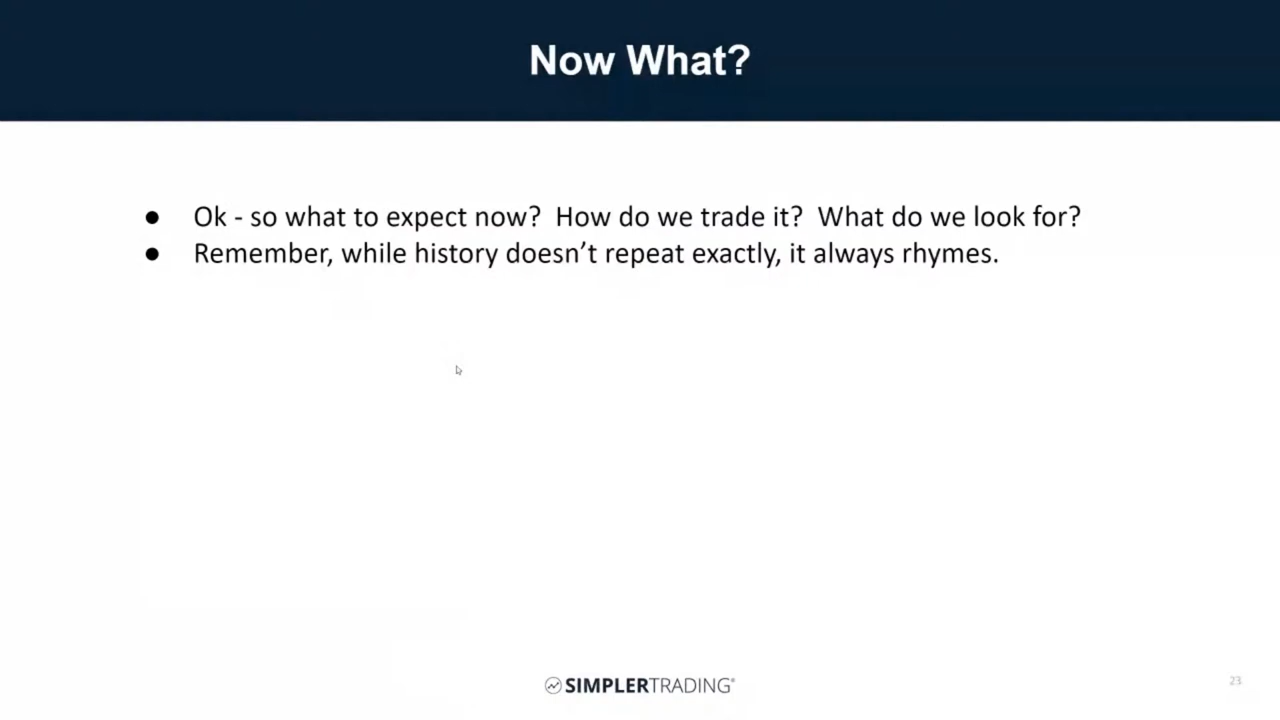 Now What?
● Ok - so what to expect now?  How do we trade it?  What do we look for?
● Remember, while history doesn’t repeat exactly, it always rhymes.
SIMPLERTRADING®
23